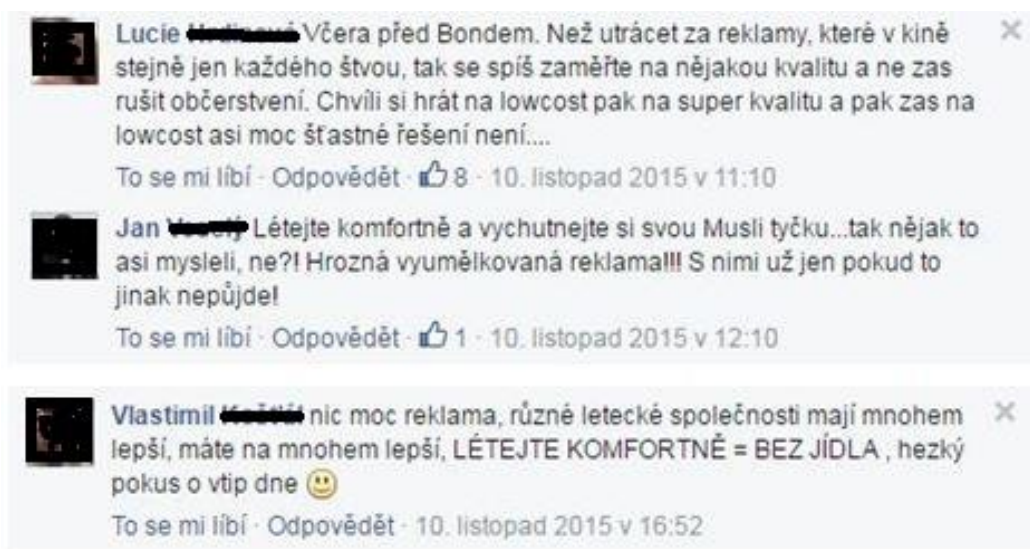 Lucie Včera před Bondem. Než utrácet za reklamy, které v kině
stejně jen každého štvou, tak se spíš zaměřte na nějakou kvalitu a ne zas
rušit občerstvení. Chvíli si hrát na lowcost pak na super kvalitu a pak zas na
lowcost asi moc šťastné řešení není....
To se mi líbí · Odpovědět · 8 · 10. listopad 2015 v 11:10
Jan Létejte komfortně a vychutnejte si svou Musli tyčku...tak nějak to
asi mysleli, ne?! Hrozná vyumělkovaná reklama!!! S nimi už jen pokud to
jinak nepůjde!
To se mi líbí · Odpovědět · 1 · 10. listopad 2015 v 12:10
Vlastimil nic moc reklama, různé letecké společnosti mají mnohem
lepší, máte na mnohem lepší, LÉTEJTE KOMFORTNĚ = BEZ JÍDLA , hezký
pokus o vtip dne
To se mi líbí · Odpovědět · 10. listopad 2015 v 16:52